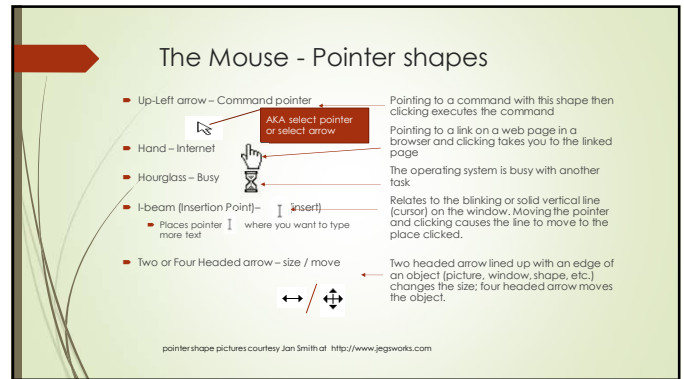 The Mouse - Pointer shapes
Up-Left arrow – Command pointer
AKA select pointer
or select arrow
Hand – Internet
Hourglass – Busy
I-beam (Insertion Point)– insert)
Places pointer where you want to type
more text
Two or Four Headed arrow – size / move
/
Pointing to a command with this shape then
clicking executes the command
Pointing to a link on a web page in a
browser and clicking takes you to the linked
page
The operating system is busy with another
task
Relates to the blinking or solid vertical line
(cursor) on the window. Moving the pointer
and clicking causes the line to move to the
place clicked.
Two headed arrow lined up with an edge of
an object (picture, window, shape, etc.)
changes the size; four headed arrow moves
the object.
pointer shape pictures courtesy Jan Smith at http://www.jegsworks.com